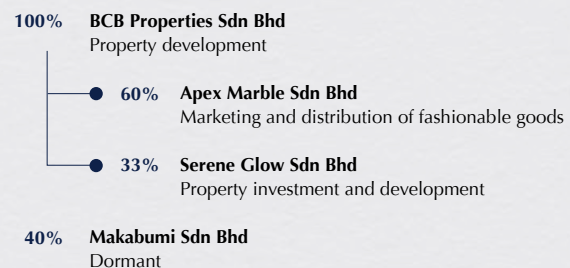 100% BCB Properties Sdn Bhd
Property development
60% Apex Marble Sdn Bhd
Marketing and distribution of fashionable goods
33% Serene Glow Sdn Bhd
Property investment and development
40% Makabumi Sdn Bhd
Dormant